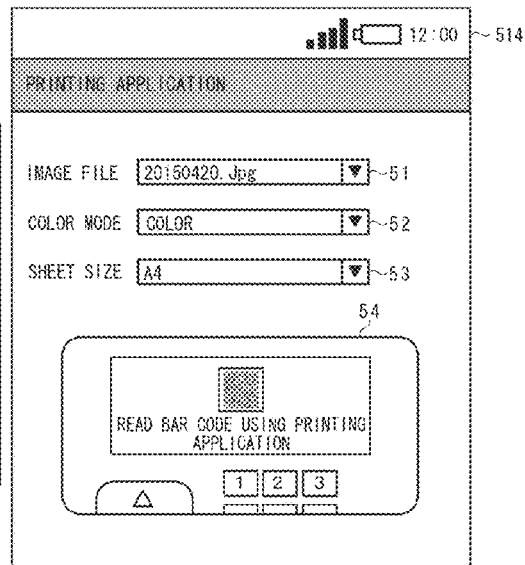 12:00
514
PRINTING APPLICATION
IMAGE FILE 20150420.Jpg ▼ 51
COLOR MODE COLOR ▼ 52
SHEET SIZE A4 ▼ 53
54
READ BAR CODE USING PRINTING
APPLICATION
1 2 3